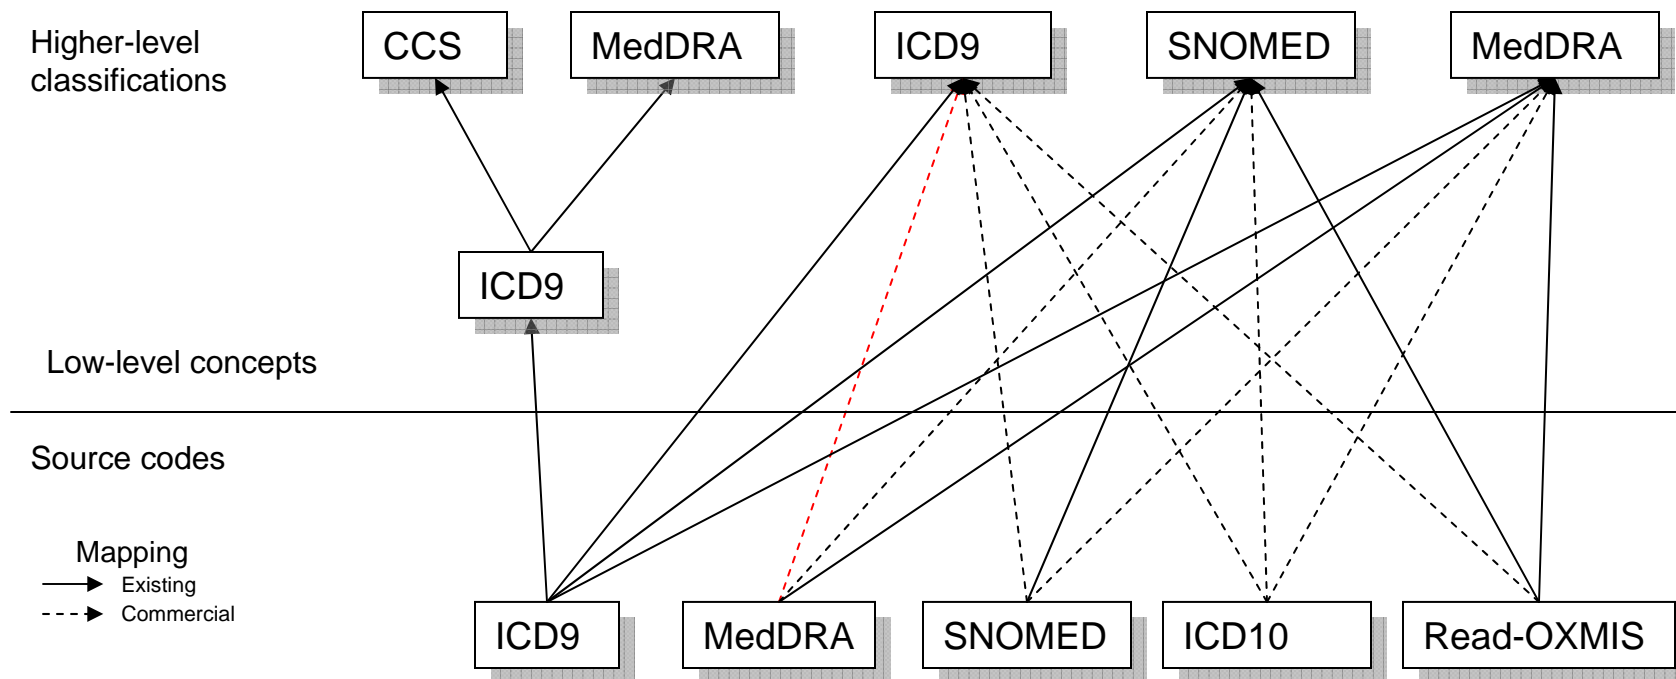 Higher-level
classifications
CCS
MedDRA
ICD9
SNOMED
MedDRA
ICD9
Low-level concepts
Source codes
Mapping
Existing
Commercial
ICD9
MedDRA
SNOMED
ICD10
Read-OXMIS